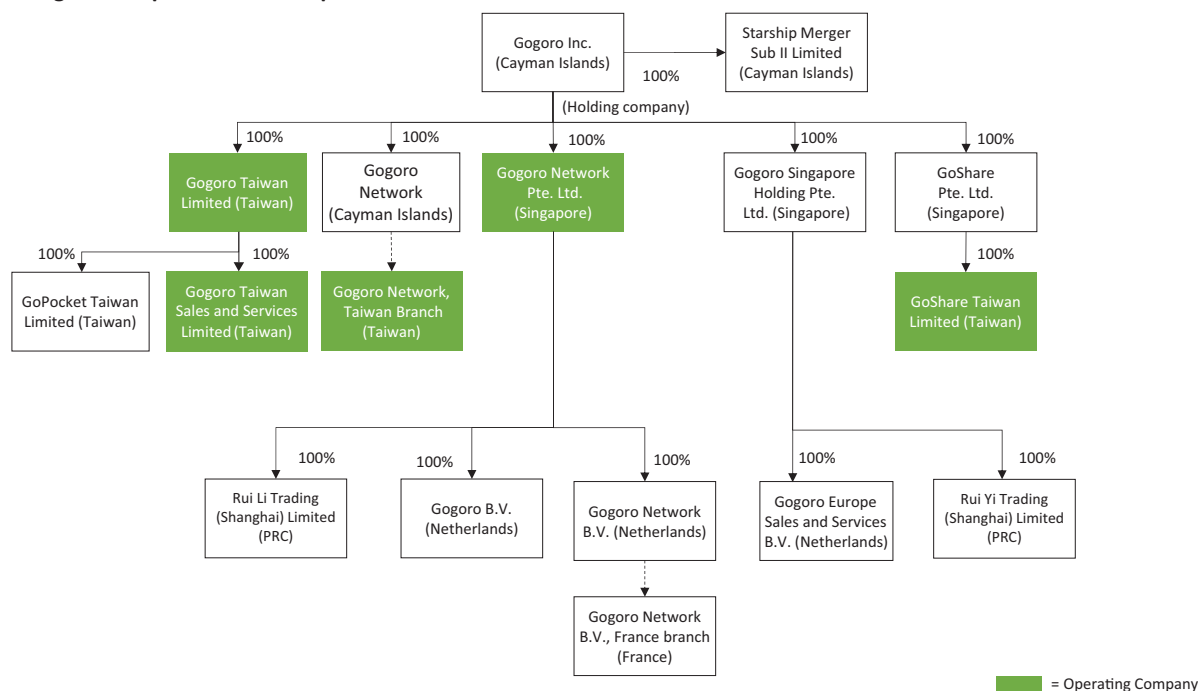 Gogoro Inc.
(Cayman Islands)
100%
Starship Merger
Sub II Limited
(Cayman Islands)
(Holding company)
100%
100%
100%
100%
100%
Gogoro Taiwan
Limited (Taiwan)
Gogoro
Network
(Cayman Islands)
Gogoro Network
Pte. Ltd.
(Singapore)
Gogoro Singapore
Holding Pte.
Ltd. (Singapore)
GoShare
Pte. Ltd.
(Singapore)
100%
100%
100%
GoPocket Taiwan
Limited (Taiwan)
Gogoro Taiwan
Sales and Services
Limited (Taiwan)
Gogoro Network,
Taiwan Branch
(Taiwan)
GoShare Taiwan
Limited (Taiwan)
100%
100%
100%
100%
100%
Rui Li Trading
(Shanghai) Limited
(PRC)
Gogoro B.V.
(Netherlands)
Gogoro Network
B.V. (Netherlands)
Gogoro Europe
Sales and Services
B.V. (Netherlands)
Rui Yi Trading
(Shanghai) Limited
(PRC)
Gogoro Network
B.V., France branch
(France)
= Operating Company